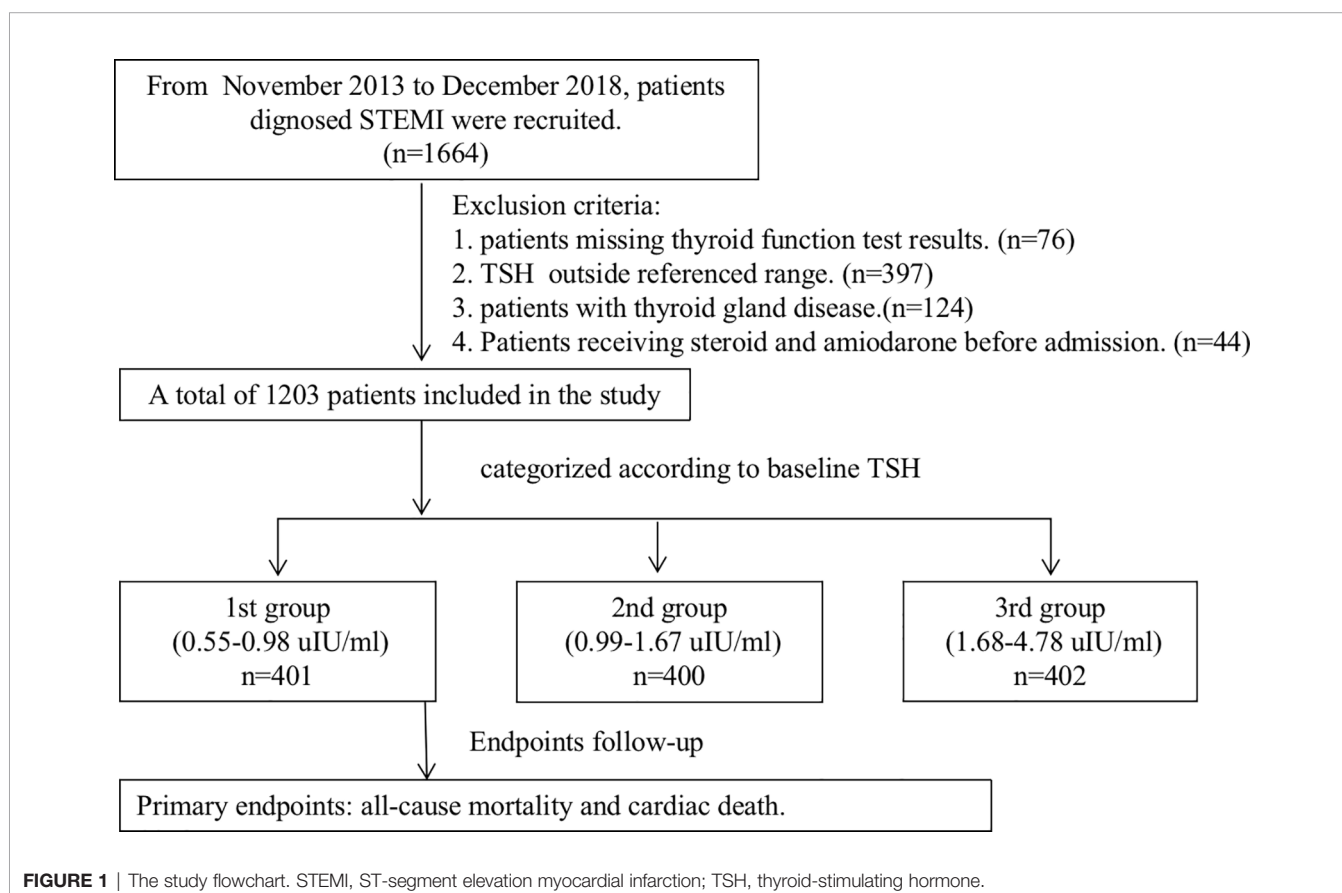 From November 2013 to December 2018, patients
dignosed STEMI were recruited.
(n=1664)
Exclusion criteria:
1. patients missing thyroid function test results. (n=76)
2. TSH outside referenced range. (n=397)
3. patients with thyroid gland disease.(n=124)
4. Patients receiving steroid and amiodarone before admission. (n=44)
A total of 1203 patients included in the study
categorized according to baseline TSH
1st group
(0.55-0.98 uIU/ml)
n=401
2nd group
(0.99-1.67 uIU/ml)
n=400
3rd group
(1.68-4.78 uIU/ml)
n=402
Endpoints follow-up
Primary endpoints: all-cause mortality and cardiac death.
FIGURE 1 | The study flowchart. STEMI, ST-segment elevation myocardial infarction; TSH, thyroid-stimulating hormone.